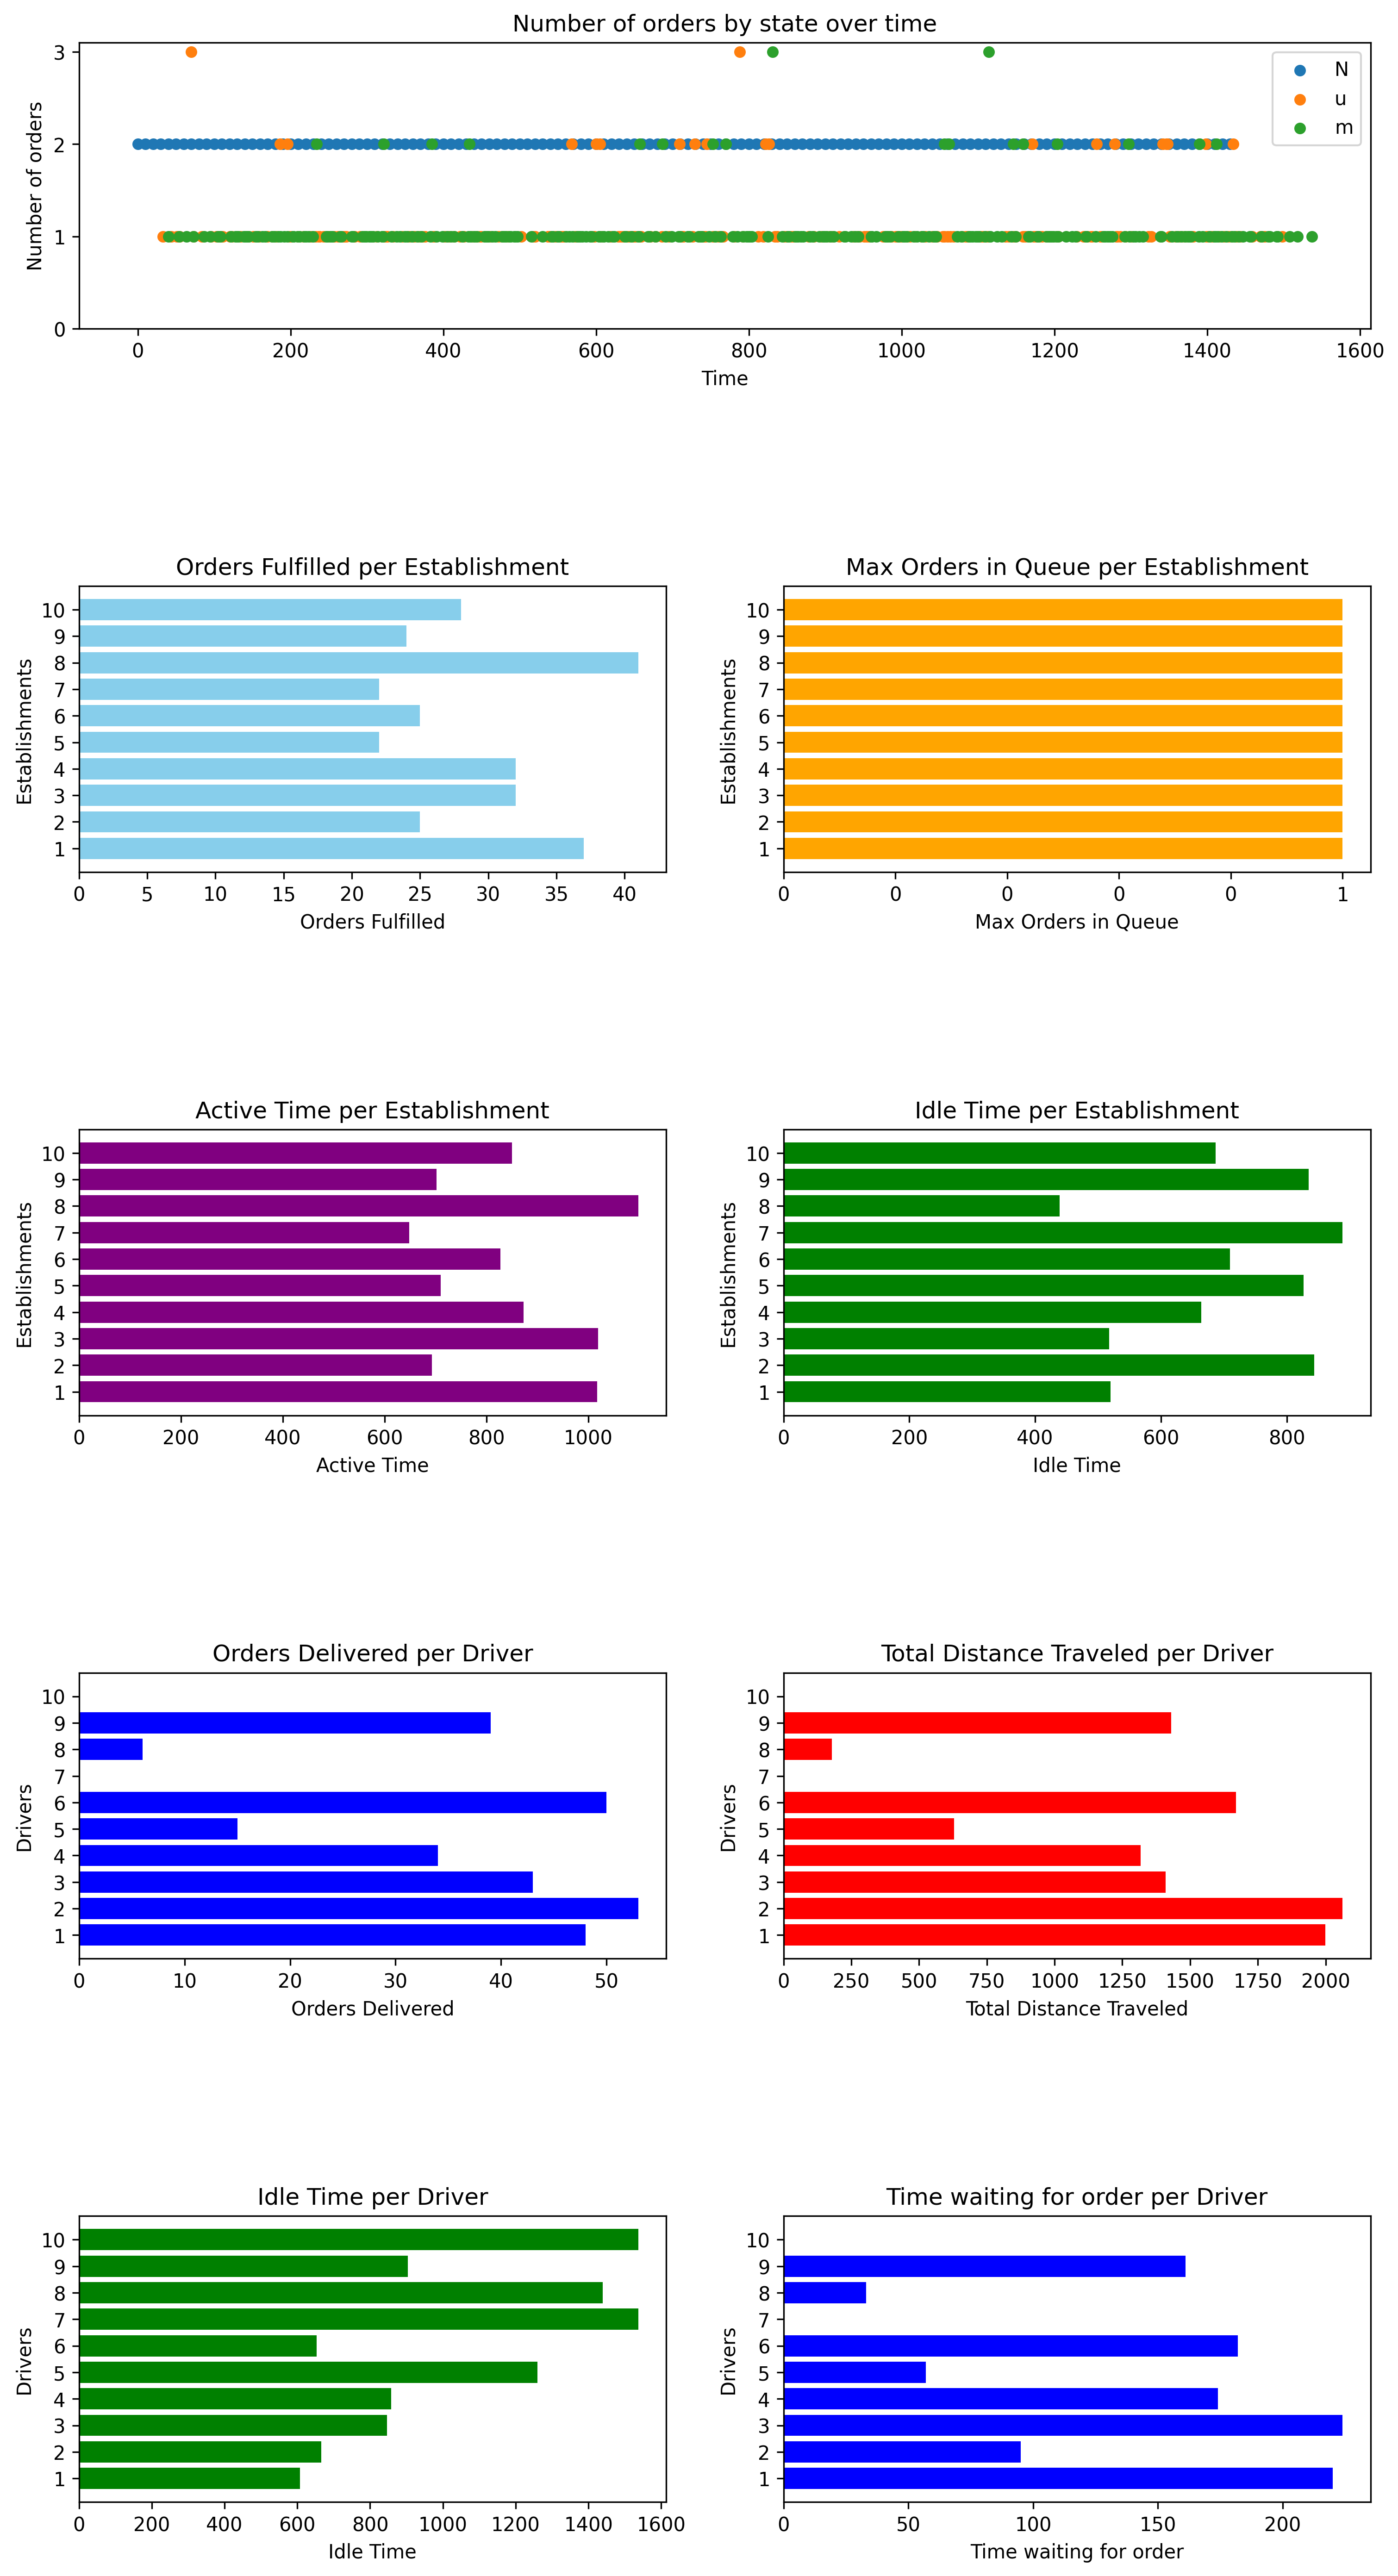 Number of orders by state over time
Number of orders
3
2
1
0
N
u
m
0 200 400 600 800 1000 1200 1400 1600
Time
Orders Fulfilled per Establishment
Establishments
10
9
8
7
6
5
4
3
2
1
0 5 10 15 20 25 30 35 40
Orders Fulfilled
Max Orders in Queue per Establishment
Establishments
10
9
8
7
6
5
4
3
2
1
0 0 0 0 0 1
Max Orders in Queue
Active Time per Establishment
Establishments
10
9
8
7
6
5
4
3
2
1
0 200 400 600 800 1000
Active Time
Idle Time per Establishment
Establishments
10
9
8
7
6
5
4
3
2
1
0 200 400 600 800
Idle Time
Orders Delivered per Driver
Drivers
10
9
8
7
6
5
4
3
2
1
0 10 20 30 40 50
Orders Delivered
Total Distance Traveled per Driver
Drivers
10
9
8
7
6
5
4
3
2
1
0 250 500 750 1000 1250 1500 1750 2000
Total Distance Traveled
Idle Time per Driver
Drivers
10
9
8
7
6
5
4
3
2
1
0 200 400 600 800 1000 1200 1400 1600
Idle Time
Time waiting for order per Driver
Drivers
10
9
8
7
6
5
4
3
2
1
0 50 100 150 200
Time waiting for order